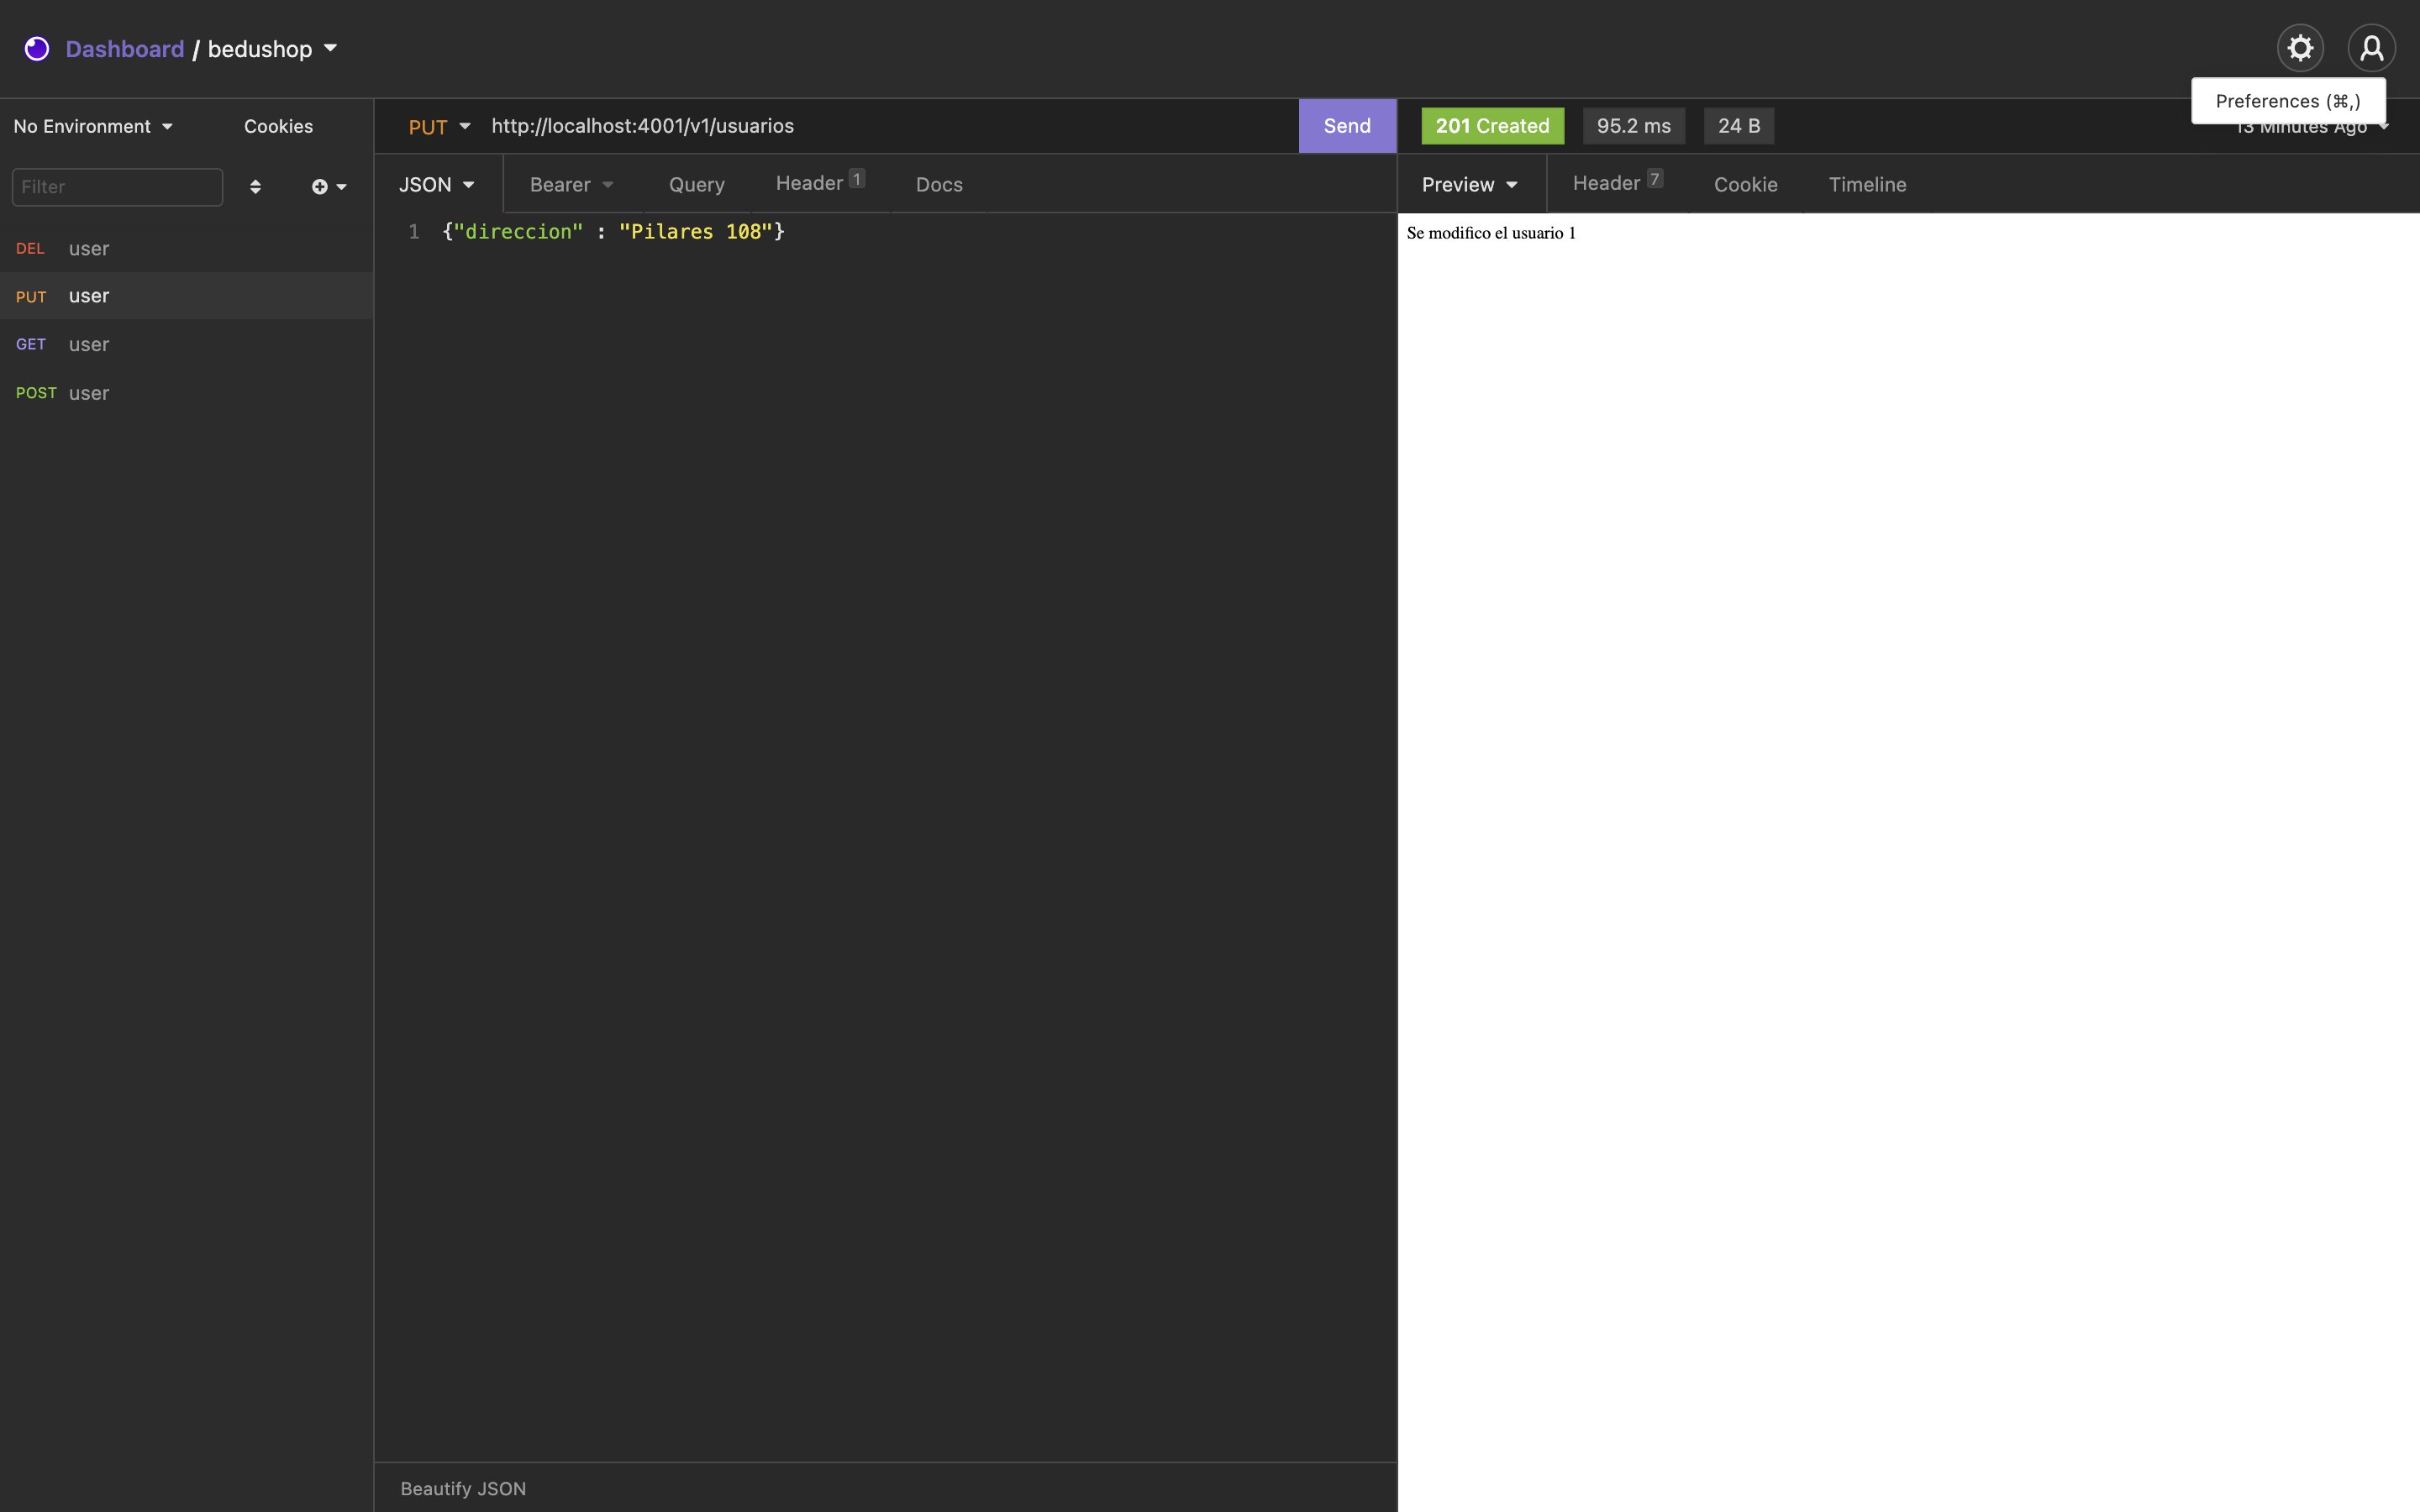 Dashboard / bedushop
Preferences (⌘,)
No Environment
Cookies
PUT
http://localhost:4001/v1/usuarios
Send
201 Created
95.2 ms
24 B
13 Minutes Ago
Filter
JSON
Bearer
Query
Header 1
Docs
Preview
Header 7
Cookie
Timeline
DEL user
PUT user
GET user
POST user
1 {"direccion" : "Pilares 108"}
Se modifico el usuario 1
Beautify JSON